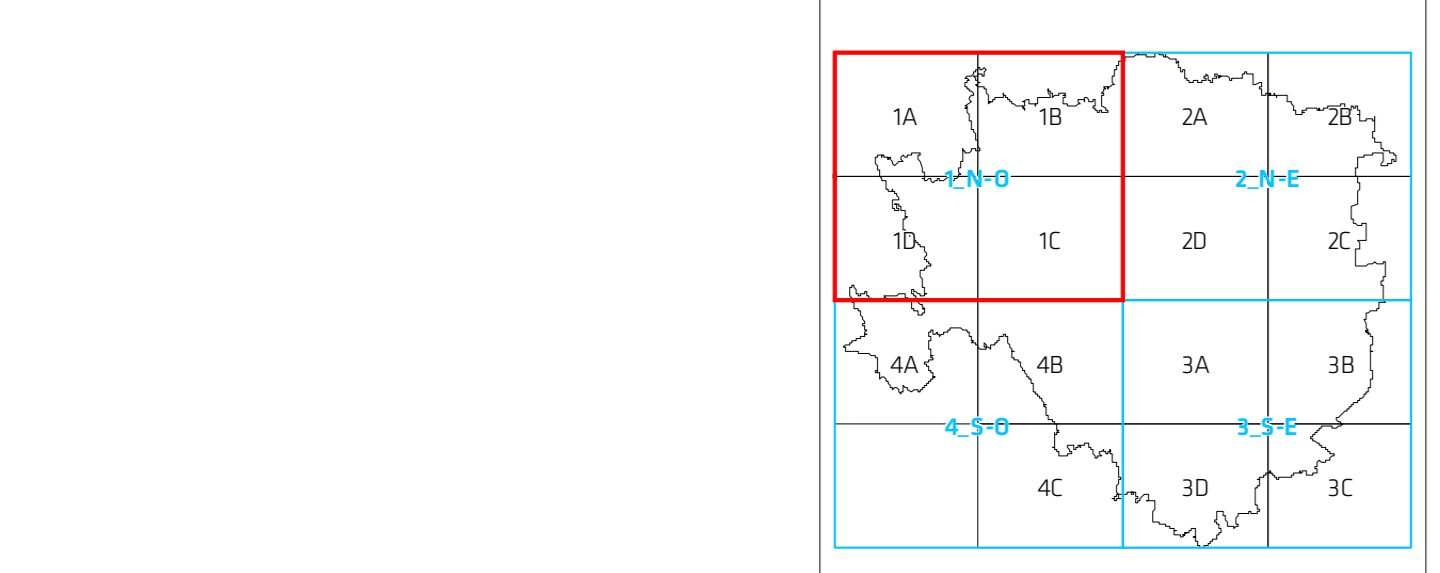 1A 1B 2A 2B
1_N-O 2_N-E
1D 1C 2D 2C
4A 4B 3A 3B
4_S-O 3_S-E
4C 3D 3C